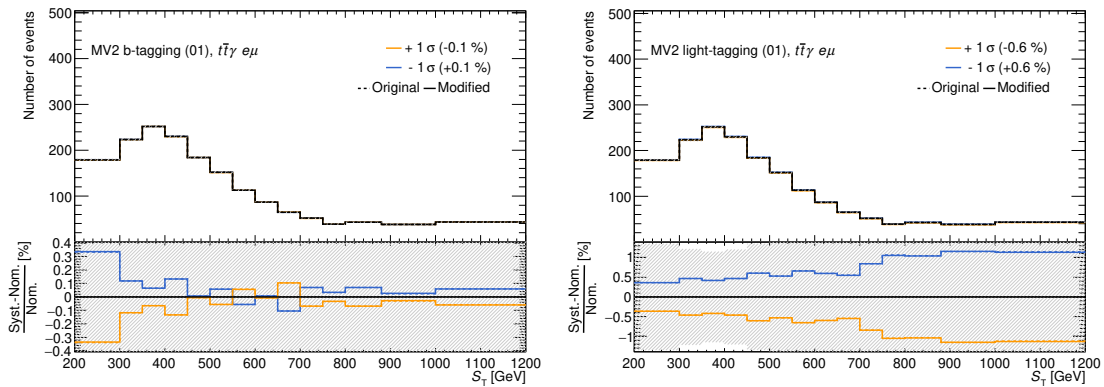 Number of events
500
400
300
200
100
MV2 b-tagging (01), tt̄γ eμ
+ 1 σ (-0.1 %)
- 1 σ (+0.1 %)
Original Modified
Syst.-Nom.
Nom. [%]
0.4
0.3
0.2
0.1
0
−0.1
−0.2
−0.3
−0.4
200 300 400 500 600 700 800 900 1000 1100 1200
S_T [GeV]
Number of events
500
400
300
200
100
MV2 light-tagging (01), tt̄γ eμ
+ 1 σ (-0.6 %)
- 1 σ (+0.6 %)
Original Modified
Syst.-Nom.
Nom. [%]
1
0.5
0
−0.5
−1
200 300 400 500 600 700 800 900 1000 1100 1200
S_T [GeV]